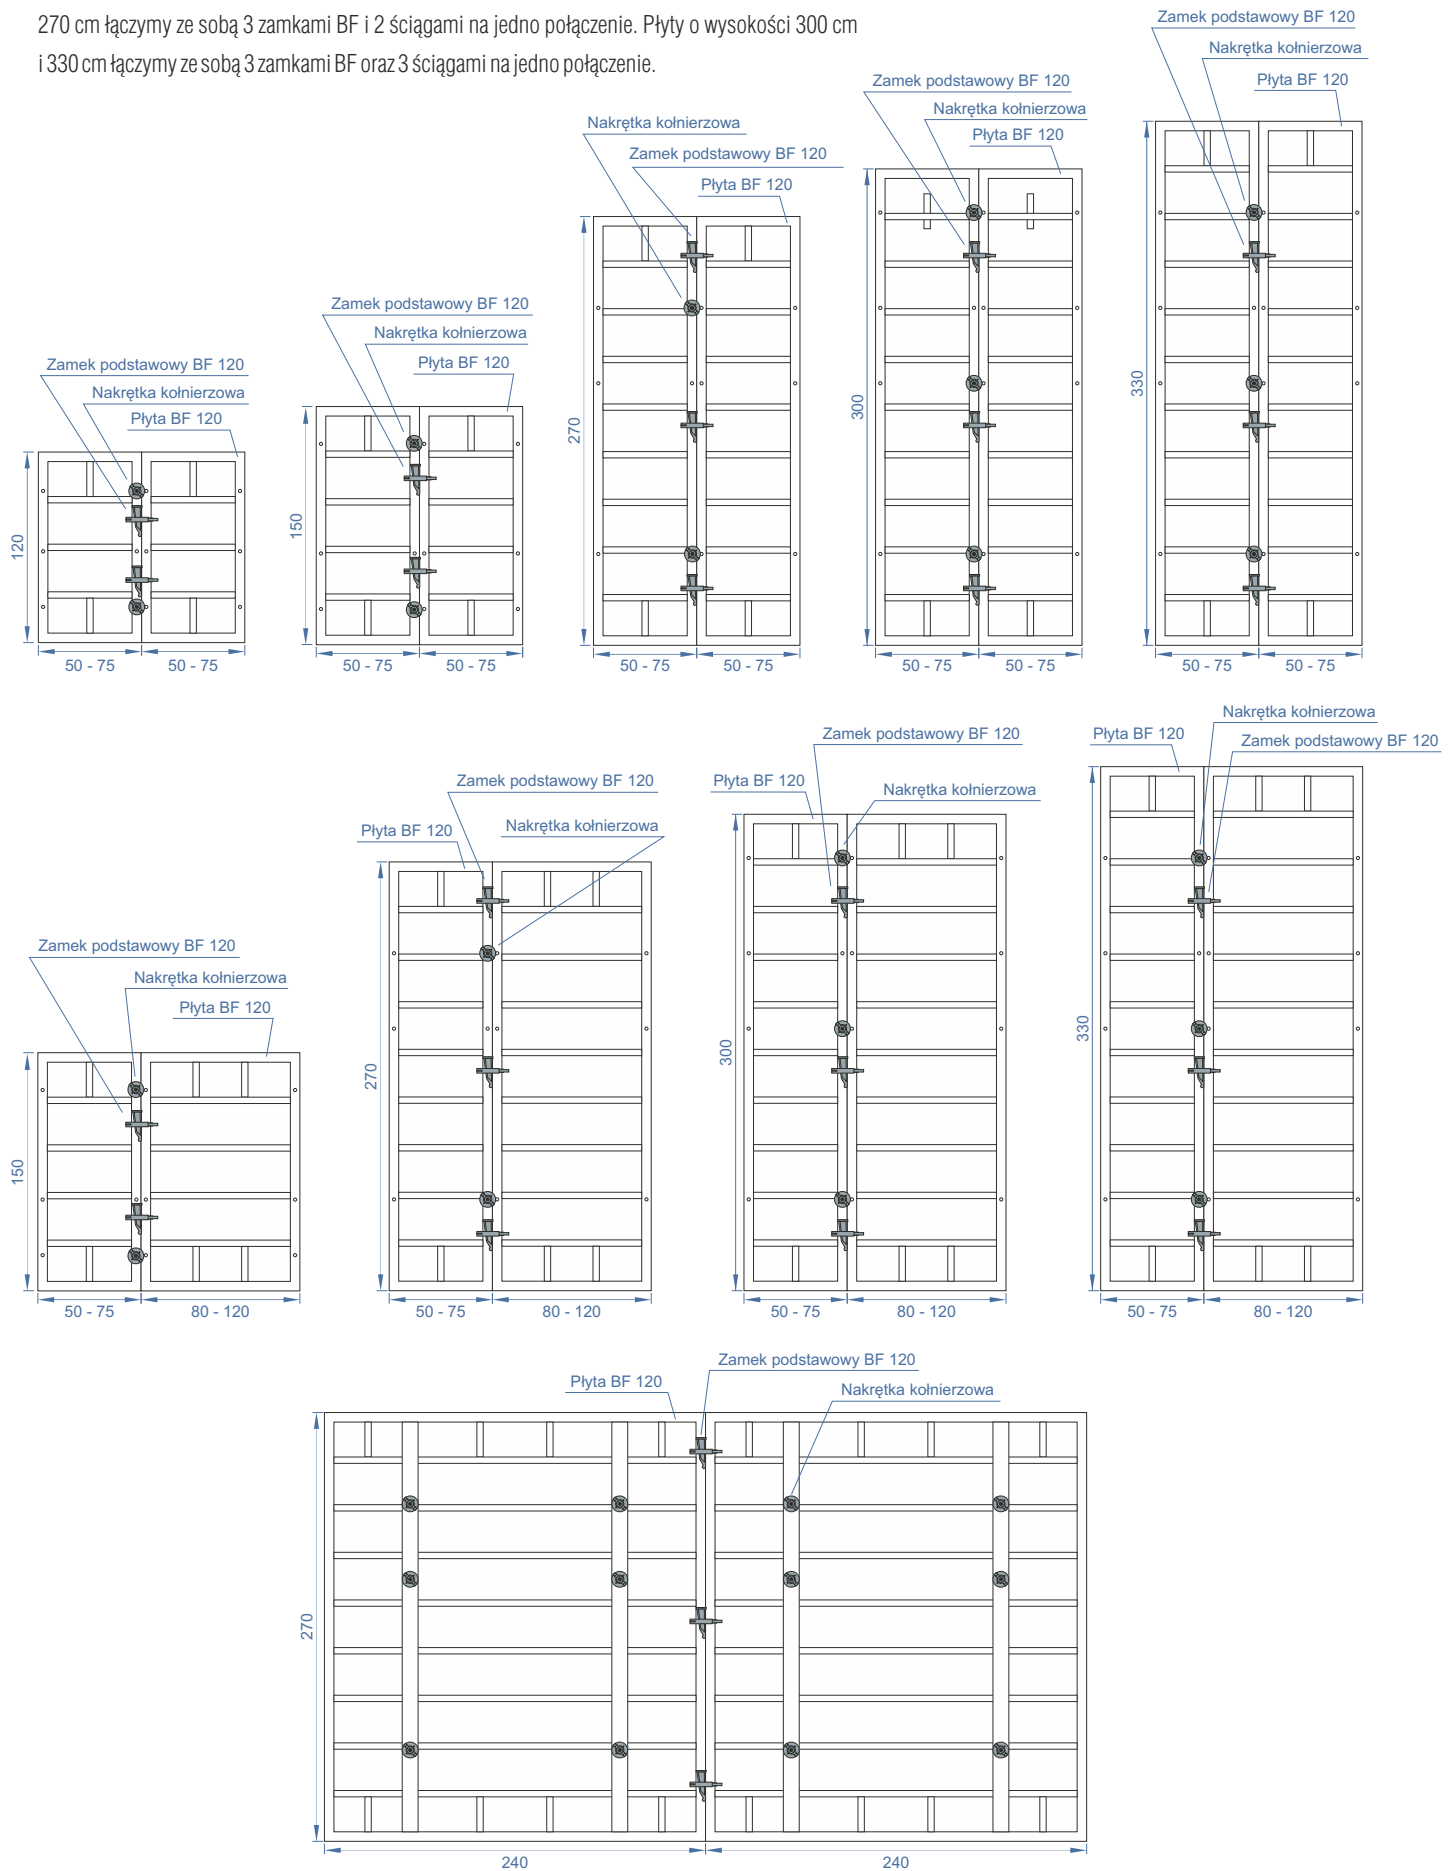 270 cm łączymy ze sobą 3 zamkami BF i 2 ściągami na jedno połączenie. Płyty o wysokości 300 cm
i 330 cm łączymy ze sobą 3 zamkami BF oraz 3 ściągami na jedno połączenie.
Zamek podstawowy BF 120
Nakrętka kołnierzowa
Płyta BF 120
120
50 - 75
50 - 75
Zamek podstawowy BF 120
Nakrętka kołnierzowa
Płyta BF 120
150
50 - 75
50 - 75
Nakrętka kołnierzowa
Zamek podstawowy BF 120
Płyta BF 120
270
50 - 75
50 - 75
Zamek podstawowy BF 120
Nakrętka kołnierzowa
Płyta BF 120
300
50 - 75
50 - 75
Zamek podstawowy BF 120
Nakrętka kołnierzowa
Płyta BF 120
330
50 - 75
50 - 75
Zamek podstawowy BF 120
Nakrętka kołnierzowa
Płyta BF 120
150
50 - 75
80 - 120
Zamek podstawowy BF 120
Płyta BF 120
Nakrętka kołnierzowa
270
50 - 75
80 - 120
Zamek podstawowy BF 120
Płyta BF 120
Nakrętka kołnierzowa
300
50 - 75
80 - 120
Nakrętka kołnierzowa
Płyta BF 120
Zamek podstawowy BF 120
330
50 - 75
80 - 120
Zamek podstawowy BF 120
Płyta BF 120
Nakrętka kołnierzowa
270
240
240